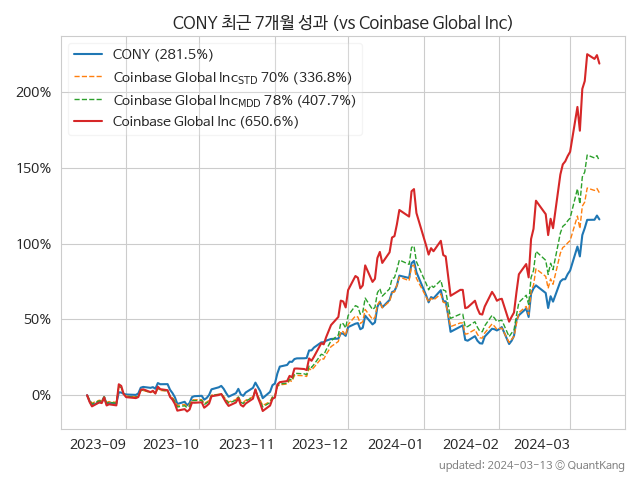 CONY 최근 7개월 성과 (vs Coinbase Global Inc)
CONY (281.5%)
Coinbase Global Inc_STD 70% (336.8%)
Coinbase Global Inc_MDD 78% (407.7%)
Coinbase Global Inc (650.6%)
200%
150%
100%
50%
0%
2023-09 2023-10 2023-11 2023-12 2024-01 2024-02 2024-03
updated: 2024-03-13 ⓒ QuantKang